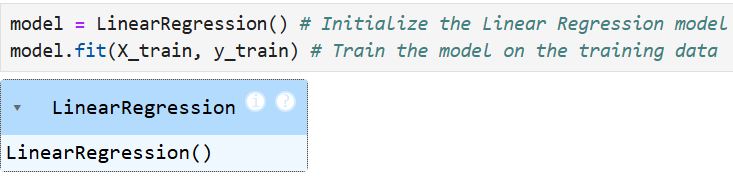 model = LinearRegression() # Initialize the Linear Regression model
model.fit(X_train, y_train) # Train the model on the training data
▾ LinearRegression i ?
LinearRegression()